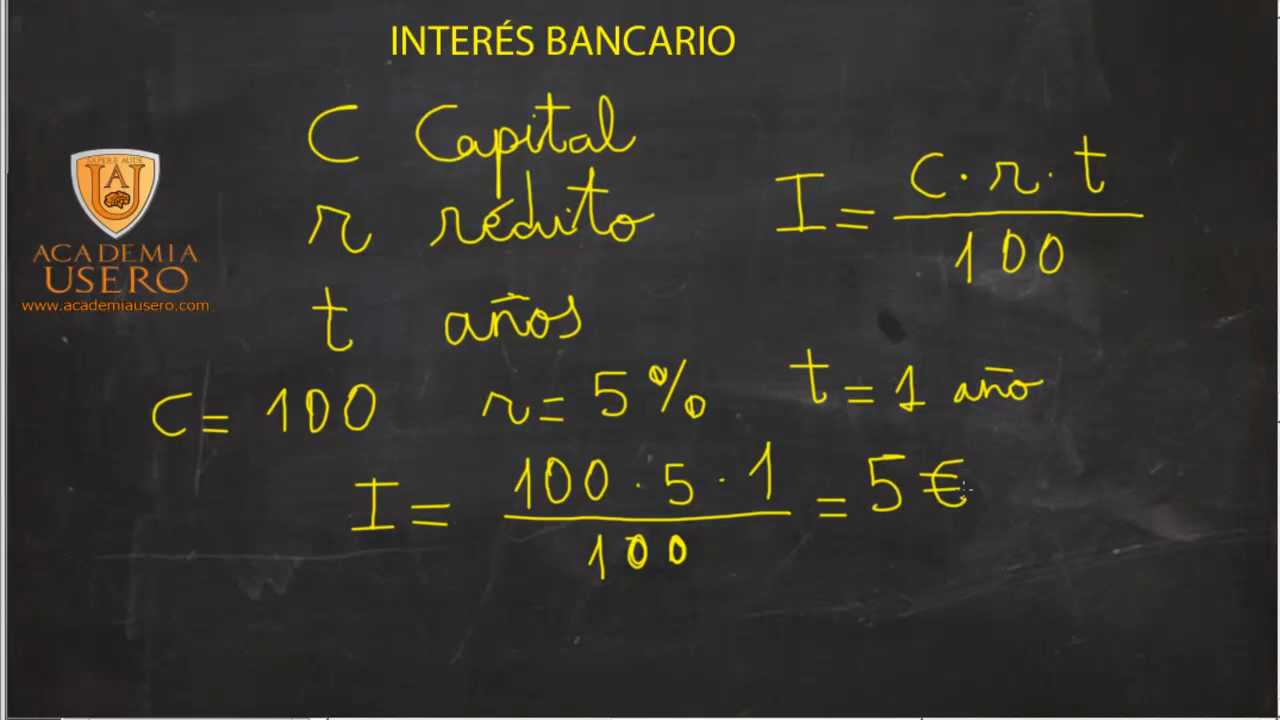 INTERÉS BANCARIO
C Capital
r rédito
t años
I = C · r · t / 100
SAPERE AUDE
UA
ACADEMIA
USERO
www.academiausero.com
C = 100 r = 5% t = 1 año
I = 100 · 5 · 1 / 100 = 5 €